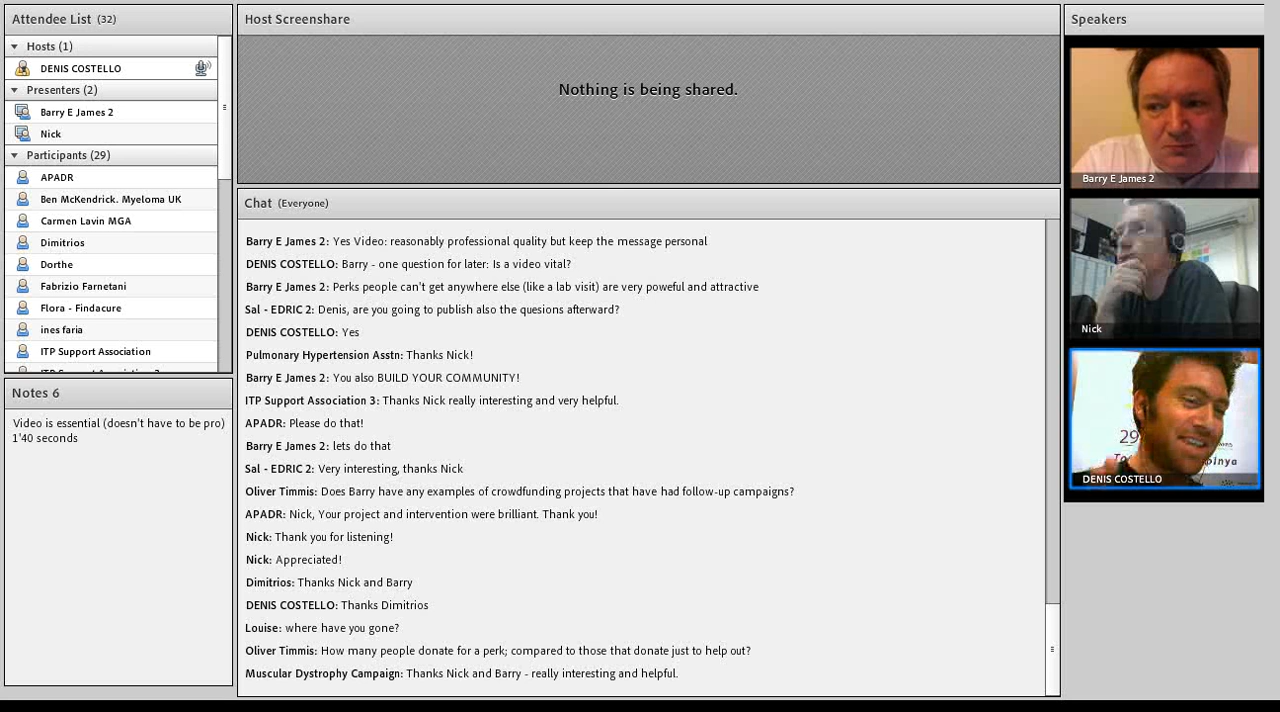 Attendee List (32)
Hosts (1)
DENIS COSTELLO
Presenters (2)
Barry E James 2
Nick
Participants (29)
APADR
Ben McKendrick. Myeloma UK
Carmen Lavin MGA
Dimitrios
Dorthe
Fabrizio Farnetani
Flora - Findacure
ines faria
ITP Support Association
Notes 6
Video is essential (doesn't have to be pro)
1'40 seconds
Host Screenshare
Nothing is being shared.
Chat (Everyone)
Barry E James 2: Yes Video: reasonably professional quality but keep the message personal
DENIS COSTELLO: Barry - one question for later: Is a video vital?
Barry E James 2: Perks people can't get anywhere else (like a lab visit) are very poweful and attractive
Sal - EDRIC 2: Denis, are you going to publish also the quesions afterward?
DENIS COSTELLO: Yes
Pulmonary Hypertension Asstn: Thanks Nick!
Barry E James 2: You also BUILD YOUR COMMUNITY!
ITP Support Association 3: Thanks Nick really interesting and very helpful.
APADR: Please do that!
Barry E James 2: lets do that
Sal - EDRIC 2: Very interesting, thanks Nick
Oliver Timmis: Does Barry have any examples of crowdfunding projects that have had follow-up campaigns?
APADR: Nick, Your project and intervention were brilliant. Thank you!
Nick: Thank you for listening!
Nick: Appreciated!
Dimitrios: Thanks Nick and Barry
DENIS COSTELLO: Thanks Dimitrios
Louise: where have you gone?
Oliver Timmis: How many people donate for a perk; compared to those that donate just to help out?
Muscular Dystrophy Campaign: Thanks Nick and Barry - really interesting and helpful.
Speakers
Barry E James 2
Nick
29
DENIS COSTELLO